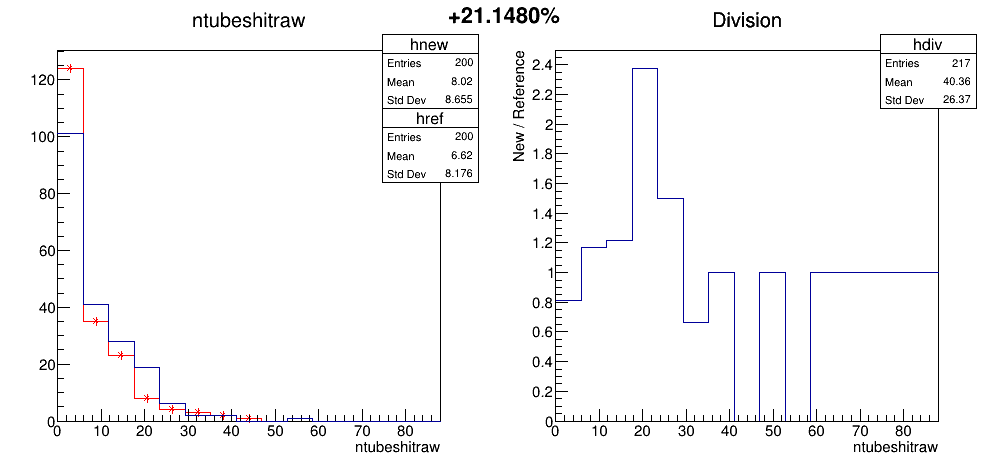 +21.1480%
ntubeshitraw
hnew
Entries 200
Mean 8.02
Std Dev 8.655
href
Entries 200
Mean 6.62
Std Dev 8.176
120
100
80
60
40
20
0
0 10 20 30 40 50 60 70 80
ntubeshitraw
Division
hdiv
Entries 217
Mean 40.36
Std Dev 26.37
New / Reference
2.4
2.2
2
1.8
1.6
1.4
1.2
1
0.8
0.6
0.4
0.2
0
0 10 20 30 40 50 60 70 80
ntubeshitraw